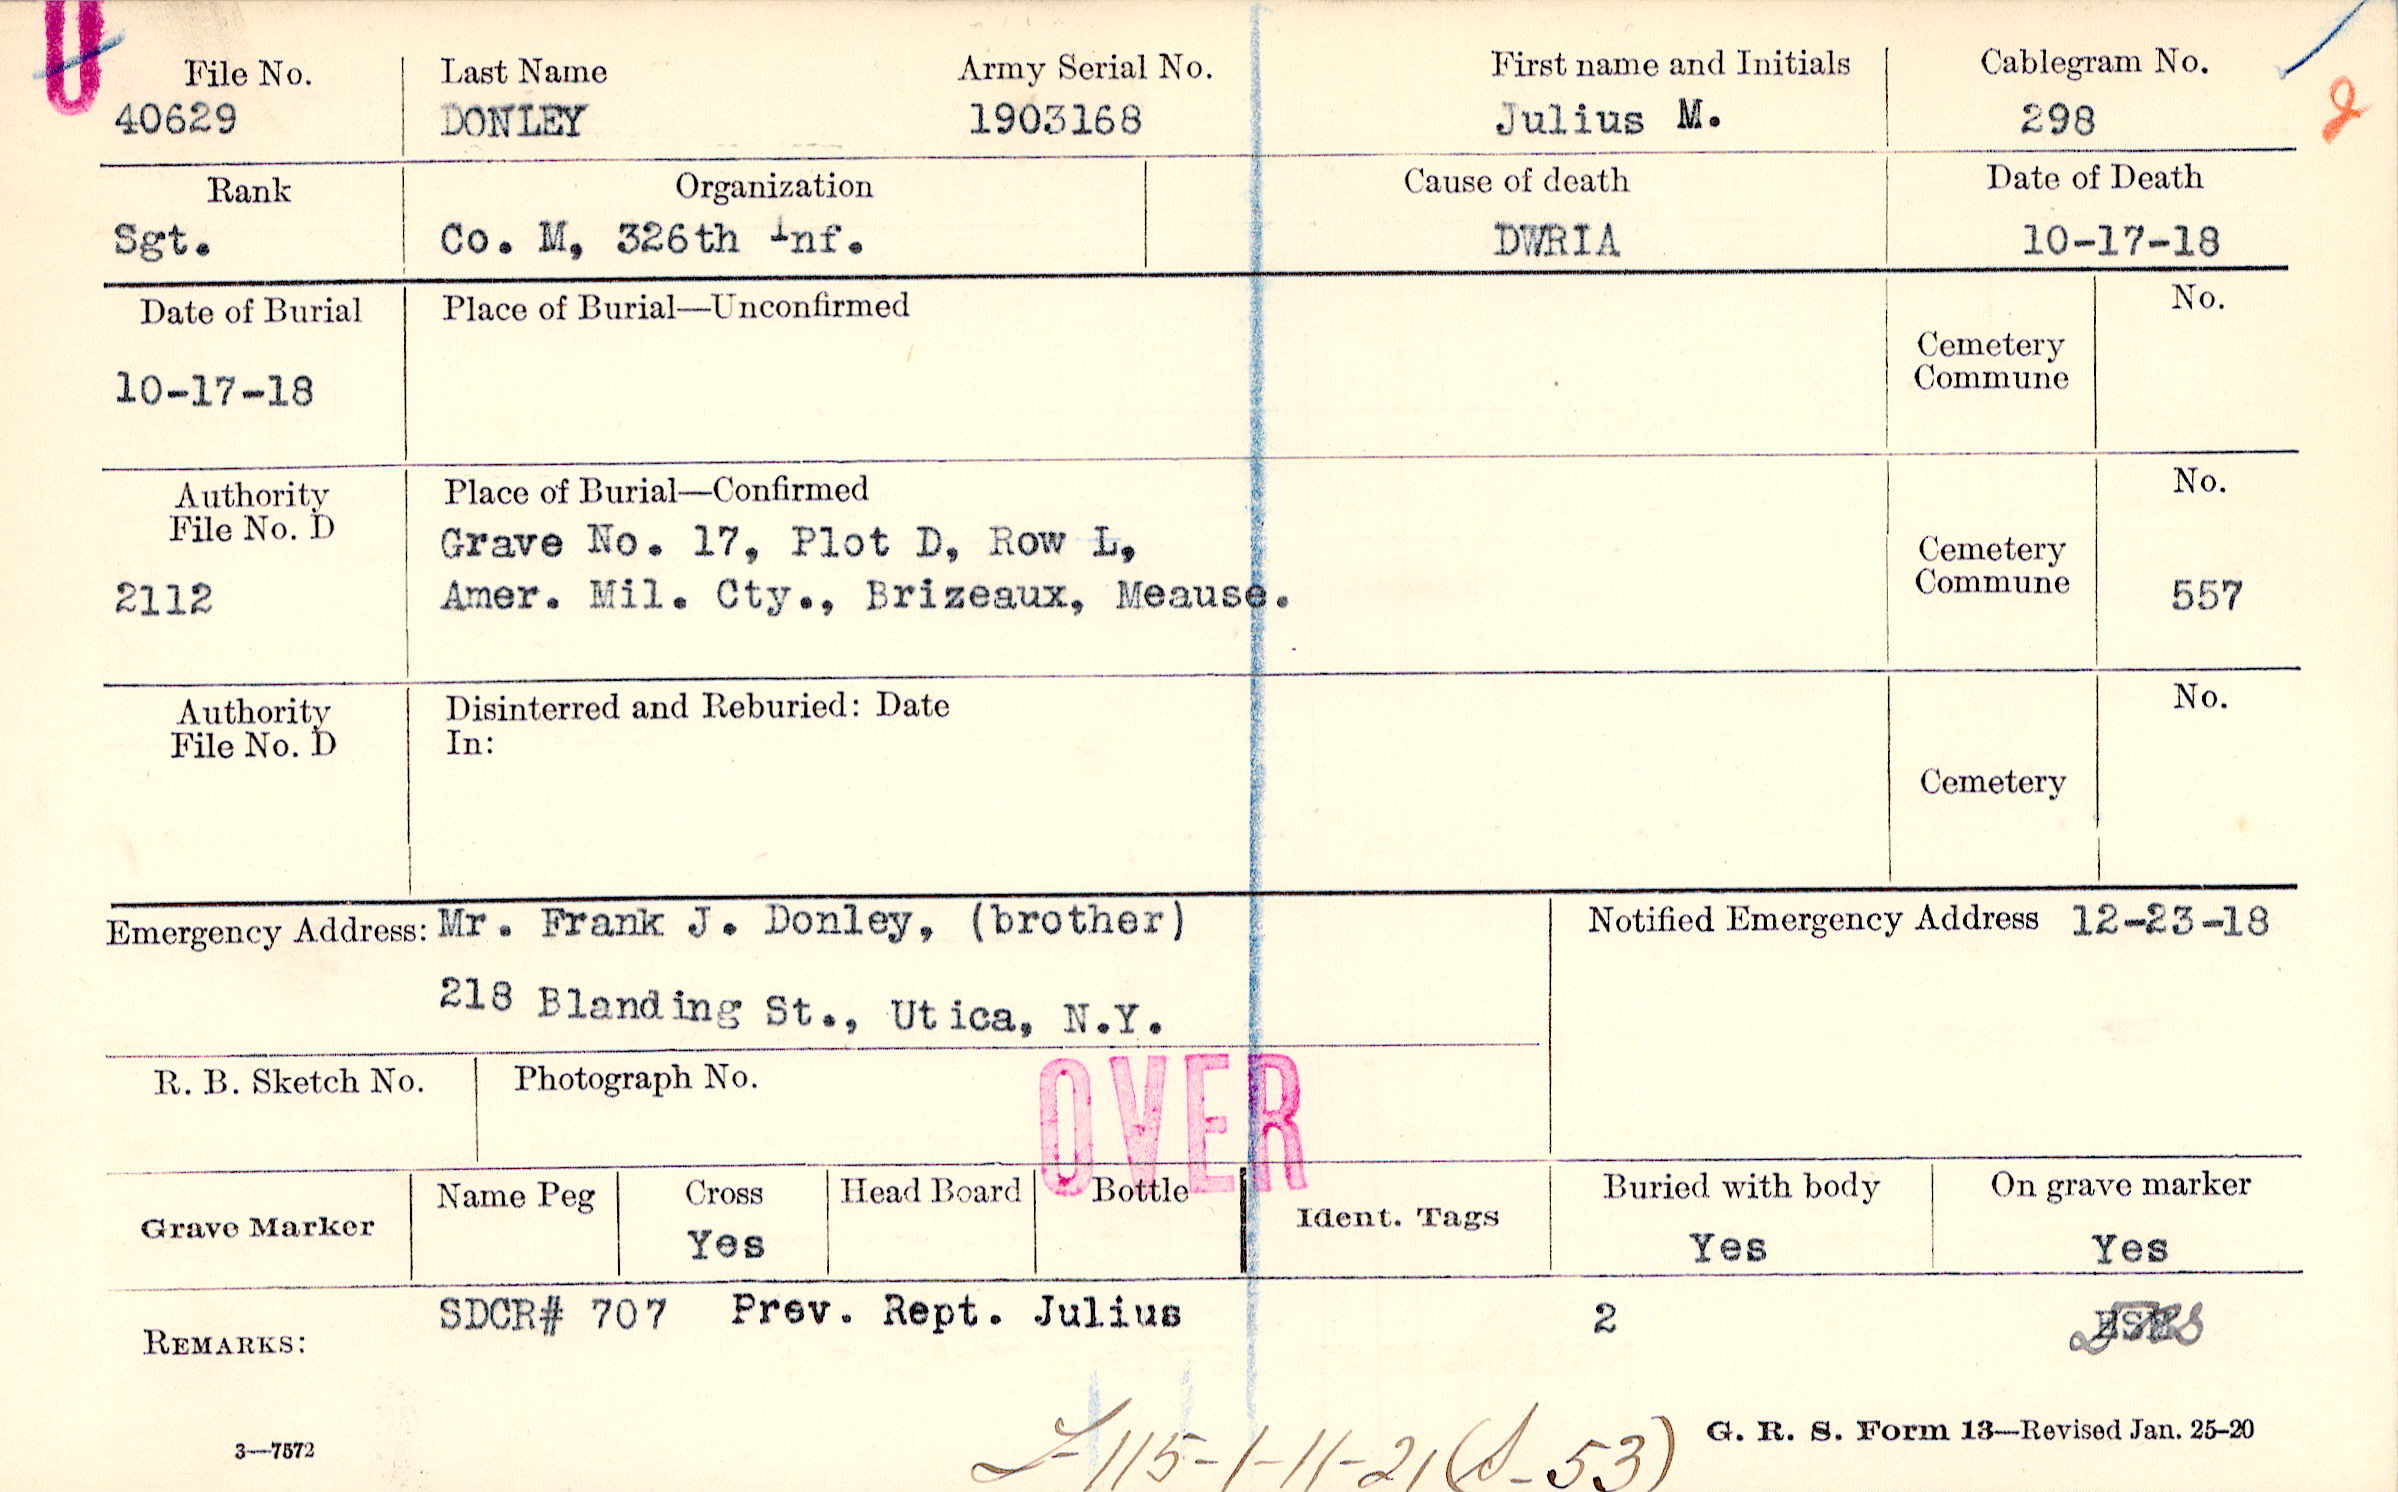 File No. Last Name Army Serial No. First name and Initials Cablegram No.
40629 DONLEY 1903168 Julius M. 298
2
Rank Organization Cause of death Date of Death
Sgt. Co. M, 326th Inf. DWRIA 10-17-18
Date of Burial Place of Burial—Unconfirmed No.
Cemetery
Commune
10-17-18
Authority Place of Burial—Confirmed No.
File No. D
Grave No. 17, Plot D, Row L,
Cemetery
Commune
2112 Amer. Mil. Cty., Brizeaux, Meause. 557
Authority Disinterred and Reburied: Date No.
File No. D In:
Cemetery
Emergency Address: Mr. Frank J. Donley, (brother) Notified Emergency Address 12-23-18
218 Blanding St., Utica, N.Y.
R. B. Sketch No. Photograph No.
OVER
Grave Marker Name Peg Cross Head Board Bottle Ident. Tags Buried with body On grave marker
Yes Yes Yes
REMARKS: SDCR# 707 Prev. Rept. Julius 2
115-1-11-21 (S-53)
3—7572 G. R. S. Form 13—Revised Jan. 25-20